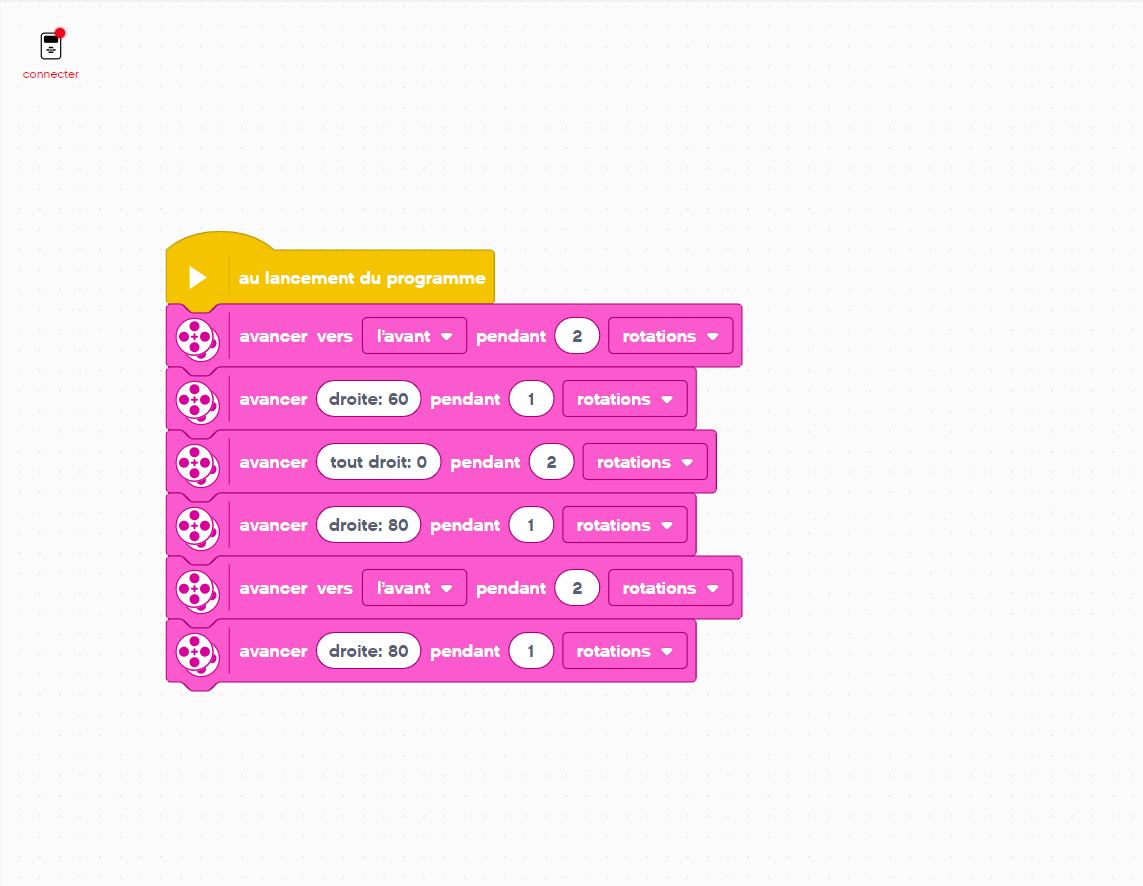 connecter
au lancement du programme
avancer vers l'avant pendant 2 rotations
avancer droite: 60 pendant 1 rotations
avancer tout droit: 0 pendant 2 rotations
avancer droite: 80 pendant 1 rotations
avancer vers l'avant pendant 2 rotations
avancer droite: 80 pendant 1 rotations